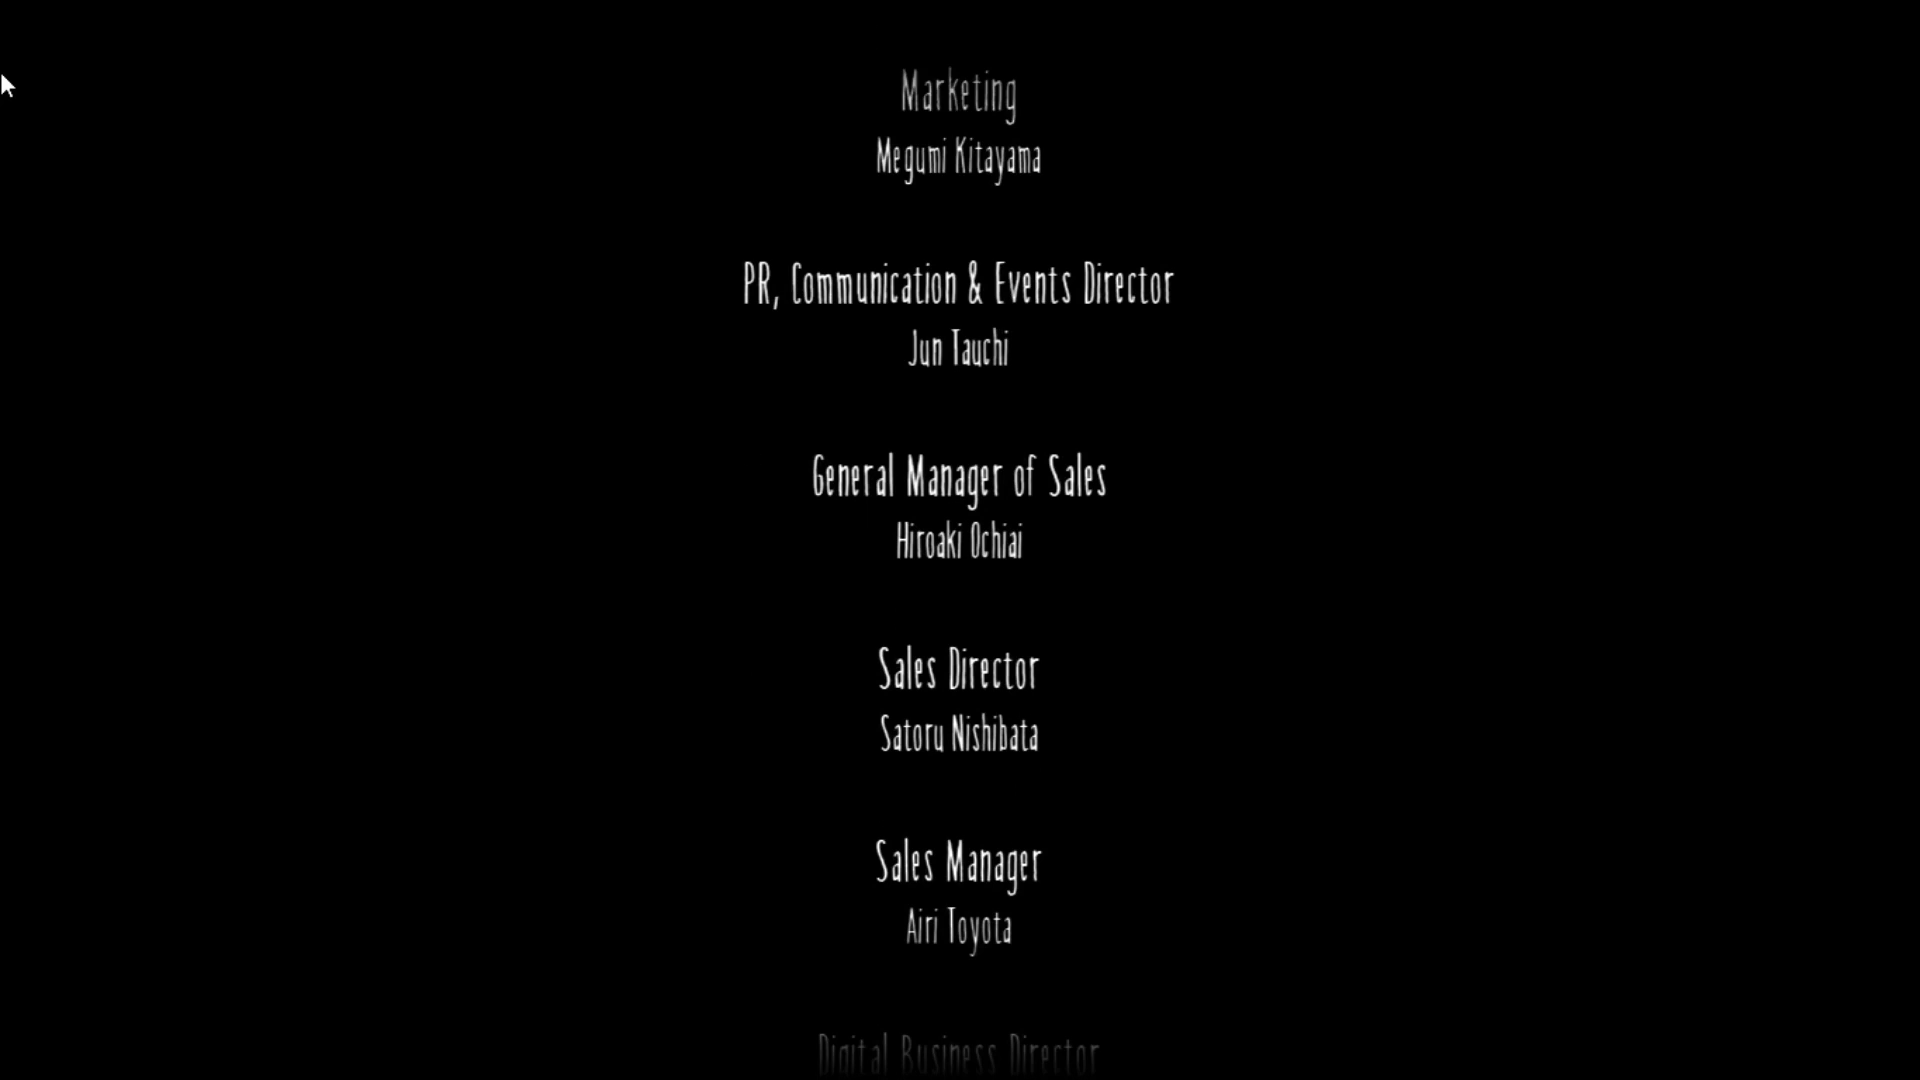 Marketing
Megumi Kitayama
PR, Communication & Events Director
Jun Tauchi
General Manager of Sales
Hiroaki Ochiai
Sales Director
Satoru Nishibata
Sales Manager
Airi Toyota
Digital Business Director